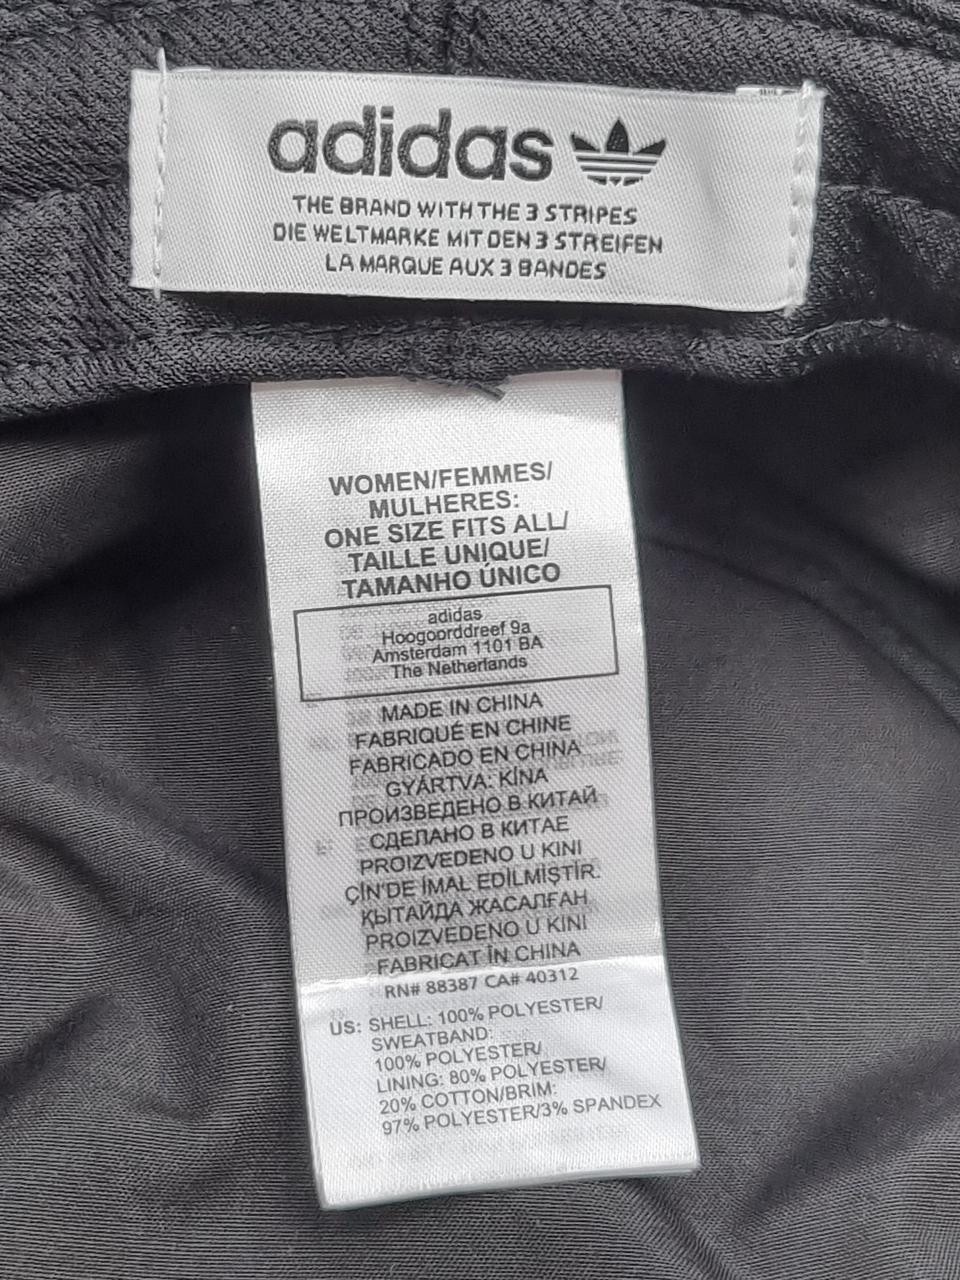 adidas
THE BRAND WITH THE 3 STRIPES
DIE WELTMARKE MIT DEN 3 STREIFEN
LA MARQUE AUX 3 BANDES
WOMEN/FEMMES/
MULHERES:
ONE SIZE FITS ALL/
TAILLE UNIQUE/
TAMANHO ÚNICO
adidas
Hoogoorddreef 9a
Amsterdam 1101 BA
The Netherlands
MADE IN CHINA
FABRIQUÉ EN CHINE
FABRICADO EN CHINA
GYÁRTVA: KÍNA
ПРОИЗВЕДЕНО В КИТАЙ
СДЕЛАНО В КИТАЕ
PROIZVEDENO U KINI
ÇİN'DE İMAL EDİLMİŞTİR.
ҚЫТАЙДА ЖАСАЛҒАН
PROIZVEDENO U KINI
FABRICAT ÎN CHINA
RN# 88387 CA# 40312
US: SHELL: 100% POLYESTER/
SWEATBAND:
100% POLYESTER/
LINING: 80% POLYESTER/
20% COTTON/BRIM:
97% POLYESTER/3% SPANDEX